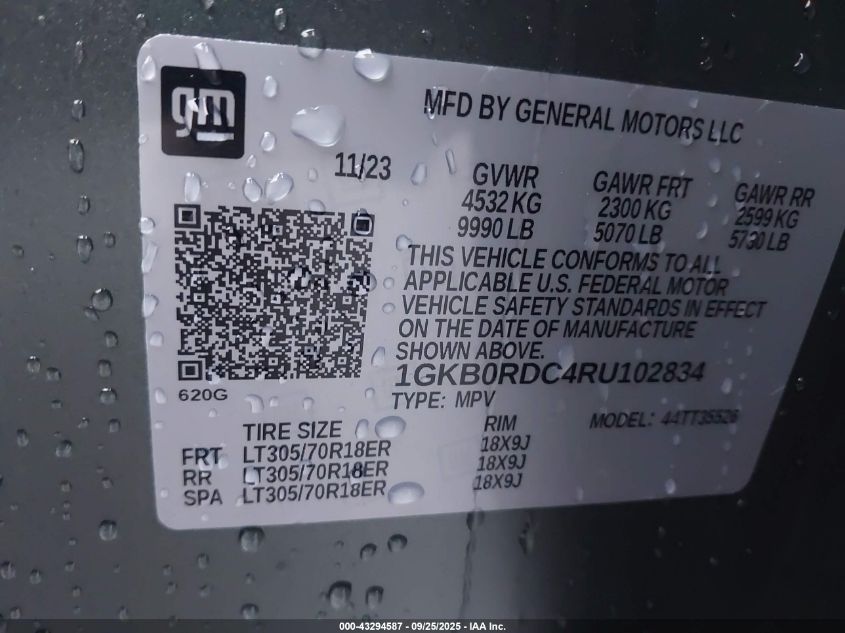 gm
MFD BY GENERAL MOTORS LLC
11/23
GVWR GAWR FRT GAWR RR
4532 KG 2300 KG 2599 KG
9990 LB 5070 LB 5730 LB
THIS VEHICLE CONFORMS TO ALL
APPLICABLE U.S. FEDERAL MOTOR
VEHICLE SAFETY STANDARDS IN EFFECT
ON THE DATE OF MANUFACTURE
SHOWN ABOVE.
1GKB0RDC4RU102834
620G
TYPE: MPV MODEL: 44TT35526
TIRE SIZE RIM
FRT LT305/70R18ER 18X9J
RR LT305/70R18ER 18X9J
SPA LT305/70R18ER 18X9J
000-43294587 - 09/25/2025 - IAA Inc.